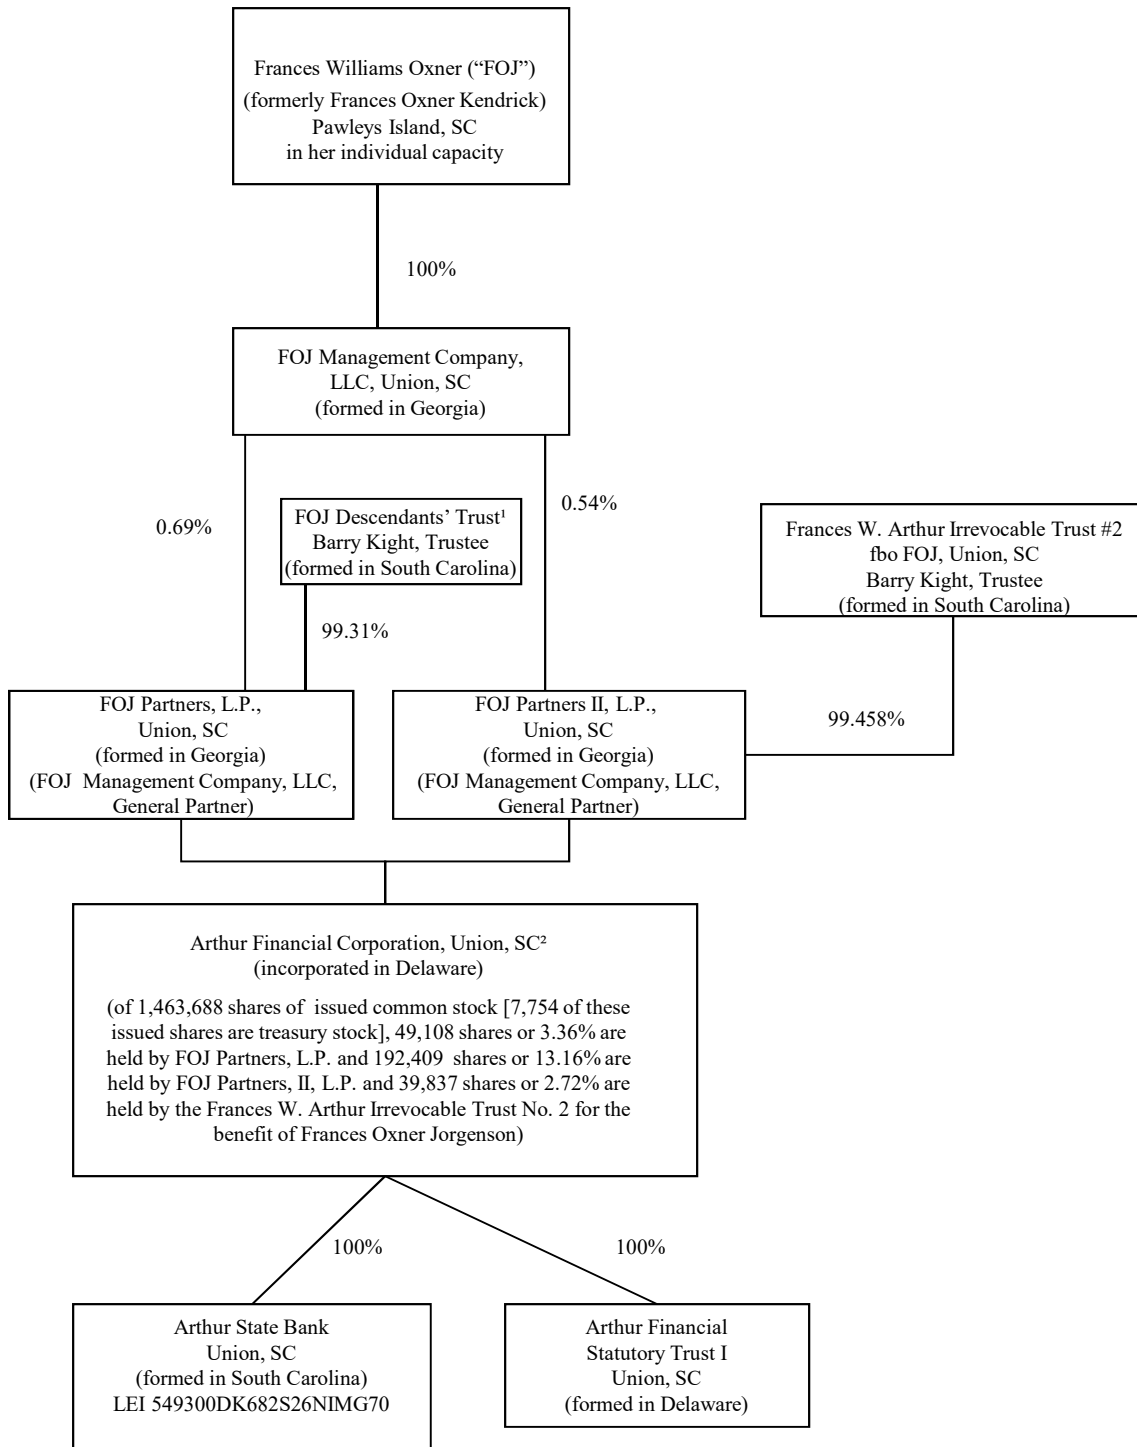 Frances Williams Oxner (“FOJ”)
(formerly Frances Oxner Kendrick)
Pawleys Island, SC
in her individual capacity
100%
FOJ Management Company,
LLC, Union, SC
(formed in Georgia)
0.69%
FOJ Descendants’ Trust¹
Barry Kight, Trustee
(formed in South Carolina)
0.54%
Frances W. Arthur Irrevocable Trust #2
fbo FOJ, Union, SC
Barry Kight, Trustee
(formed in South Carolina)
99.31%
FOJ Partners, L.P.,
Union, SC
(formed in Georgia)
(FOJ Management Company, LLC,
General Partner)
FOJ Partners II, L.P.,
Union, SC
(formed in Georgia)
(FOJ Management Company, LLC,
General Partner)
99.458%
Arthur Financial Corporation, Union, SC²
(incorporated in Delaware)
(of 1,463,688 shares of issued common stock [7,754 of these
issued shares are treasury stock], 49,108 shares or 3.36% are
held by FOJ Partners, L.P. and 192,409 shares or 13.16% are
held by FOJ Partners, II, L.P. and 39,837 shares or 2.72% are
held by the Frances W. Arthur Irrevocable Trust No. 2 for the
benefit of Frances Oxner Jorgenson)
100%
100%
Arthur State Bank
Union, SC
(formed in South Carolina)
LEI 549300DK682S26NIMG70
Arthur Financial
Statutory Trust I
Union, SC
(formed in Delaware)